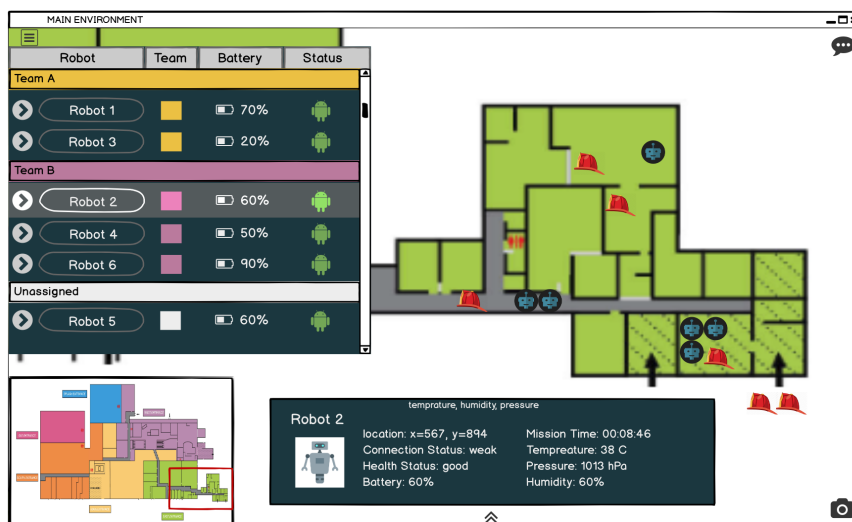 MAIN ENVIRONMENT
Robot Team Battery Status
Team A
Robot 1 70%
Robot 3 20%
Team B
Robot 2 60%
Robot 4 50%
Robot 6 90%
Unassigned
Robot 5 60%
temprature, humidity, pressure
Robot 2
location: x=567, y=894
Connection Status: weak
Health Status: good
Battery: 60%
Mission Time: 00:08:46
Tempreature: 38 C
Pressure: 1013 hPa
Humidity: 60%